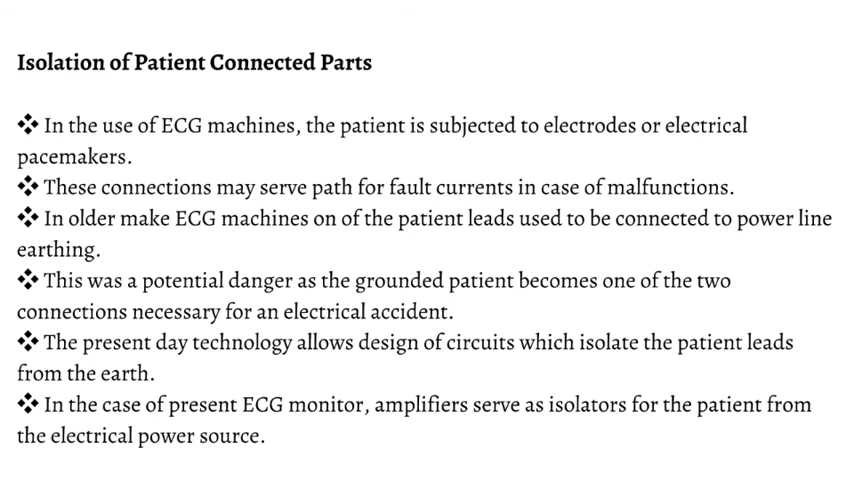 Isolation of Patient Connected Parts
❖ In the use of ECG machines, the patient is subjected to electrodes or electrical
pacemakers.
❖ These connections may serve path for fault currents in case of malfunctions.
❖ In older make ECG machines on of the patient leads used to be connected to power line
earthing.
❖ This was a potential danger as the grounded patient becomes one of the two
connections necessary for an electrical accident.
❖ The present day technology allows design of circuits which isolate the patient leads
from the earth.
❖ In the case of present ECG monitor, amplifiers serve as isolators for the patient from
the electrical power source.